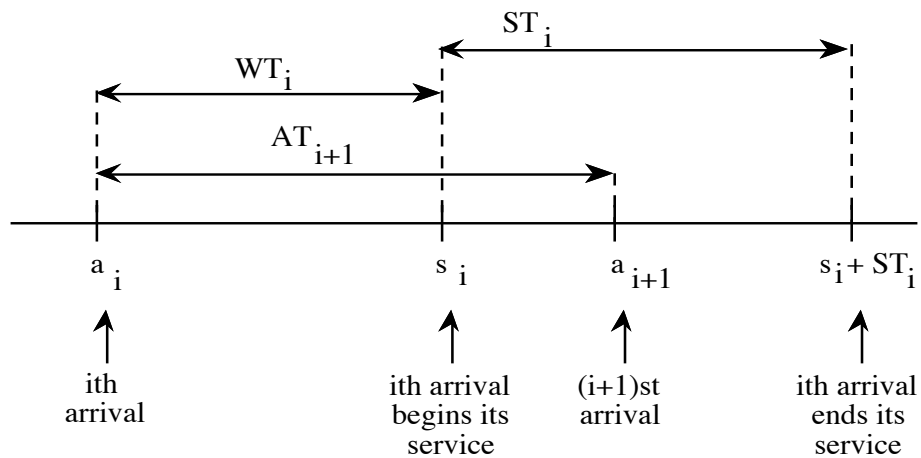 ST i
WT i
AT i+1
a i
s i
a i+1
s i + ST i
ith
arrival
ith arrival
begins its
service
(i+1)st
arrival
ith arrival
ends its
service